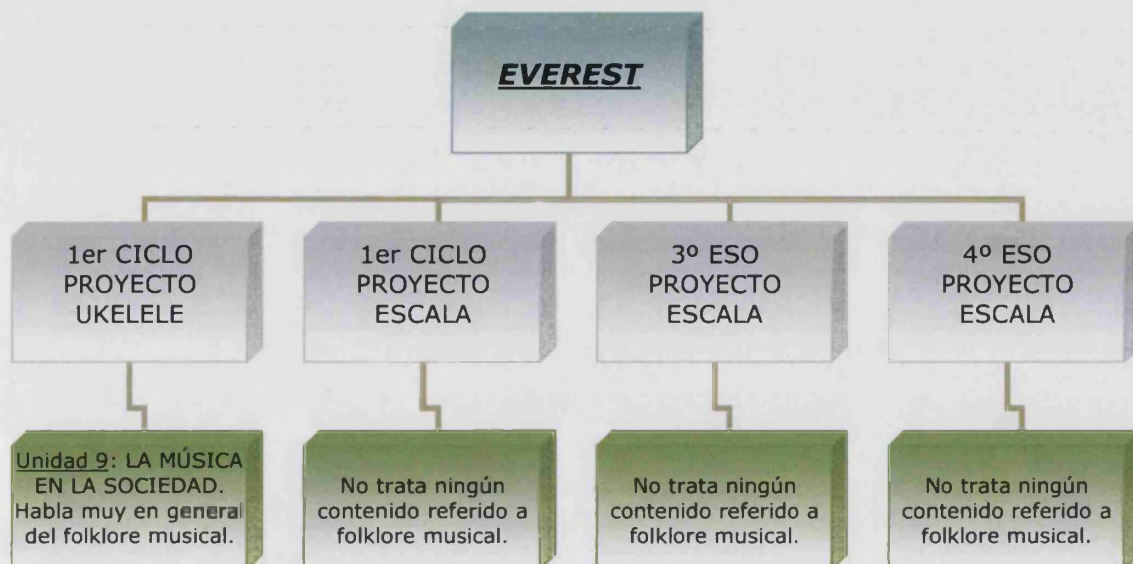 EVEREST
1er CICLO
PROYECTO
UKELELE
1er CICLO
PROYECTO
ESCALA
3º ESO
PROYECTO
ESCALA
4º ESO
PROYECTO
ESCALA
Unidad 9: LA MÚSICA
EN LA SOCIEDAD.
Habla muy en general
del folklore musical.
No trata ningún
contenido referido a
folklore musical.
No trata ningún
contenido referido a
folklore musical.
No trata ningún
contenido referido a
folklore musical.